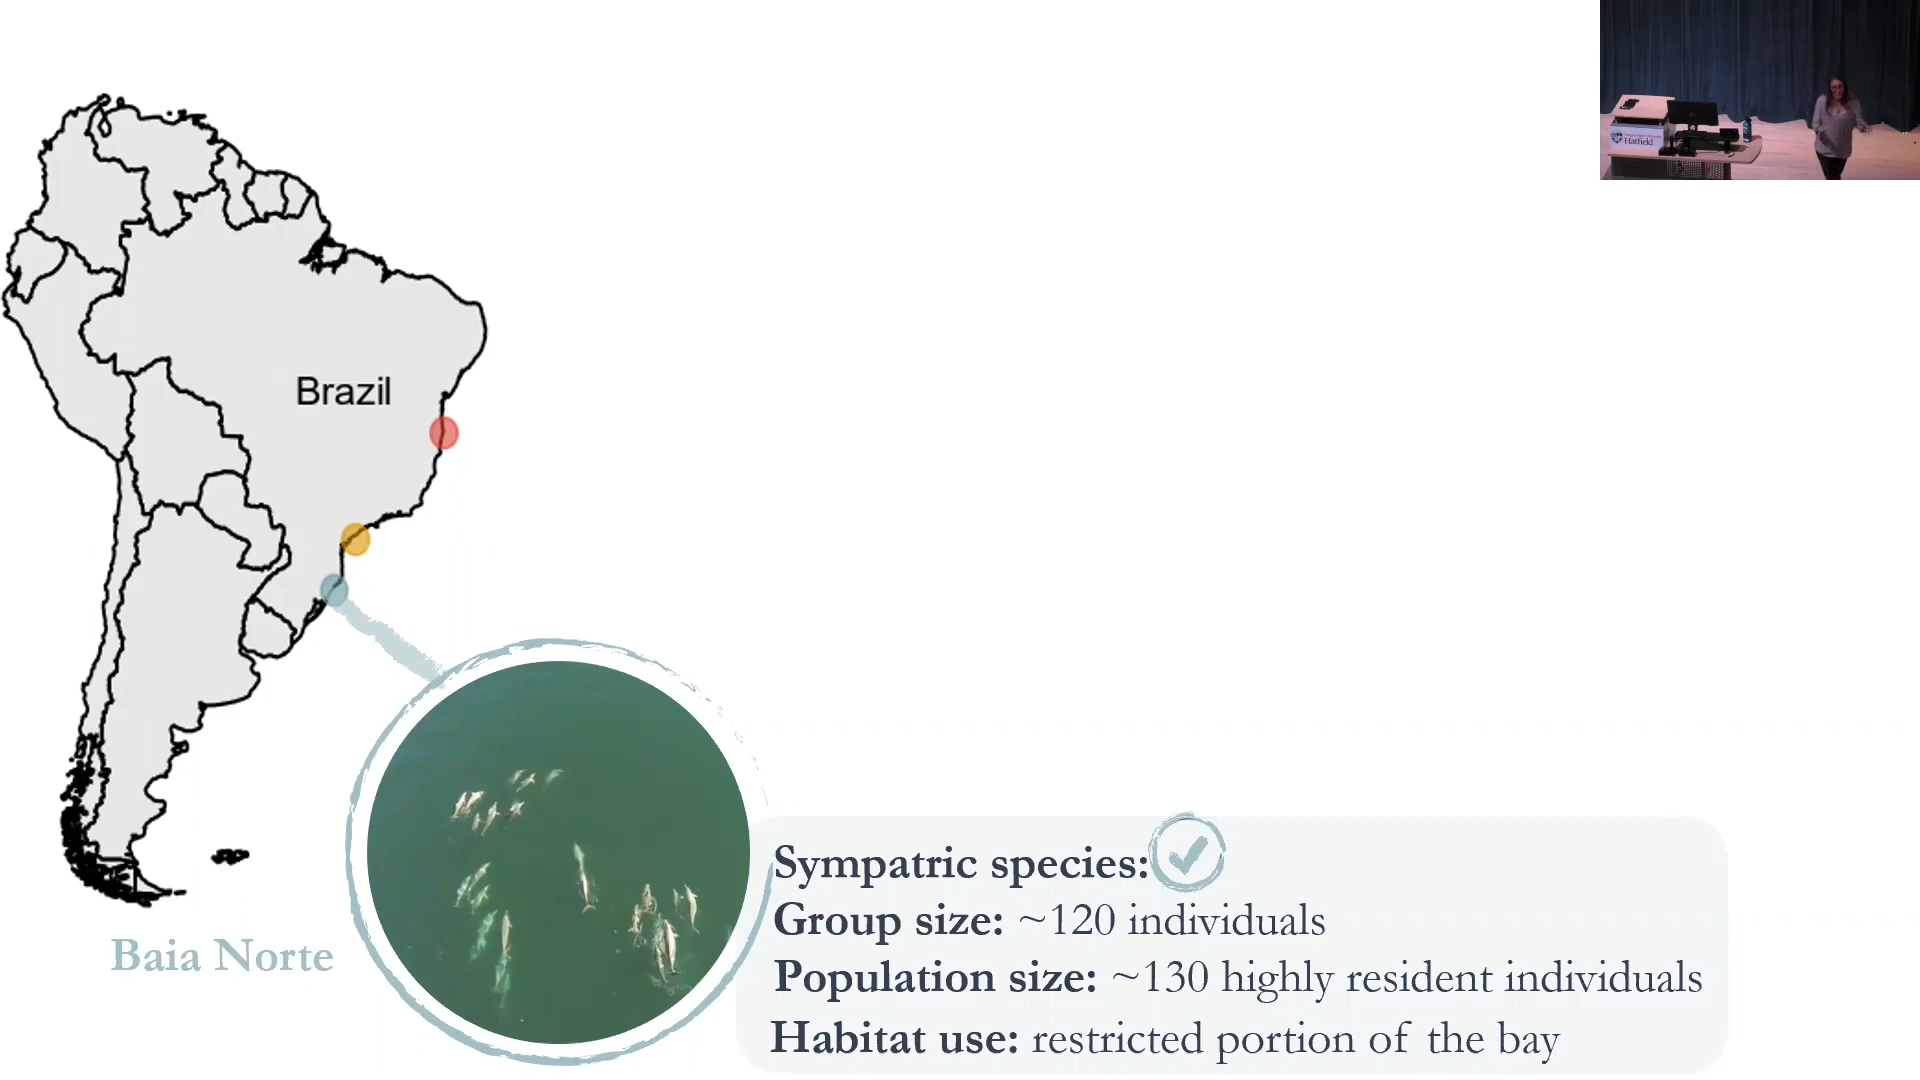 Hatfield
Brazil
Sympatric species:
Group size: ~120 individuals
Population size: ~130 highly resident individuals
Habitat use: restricted portion of the bay
Baia Norte